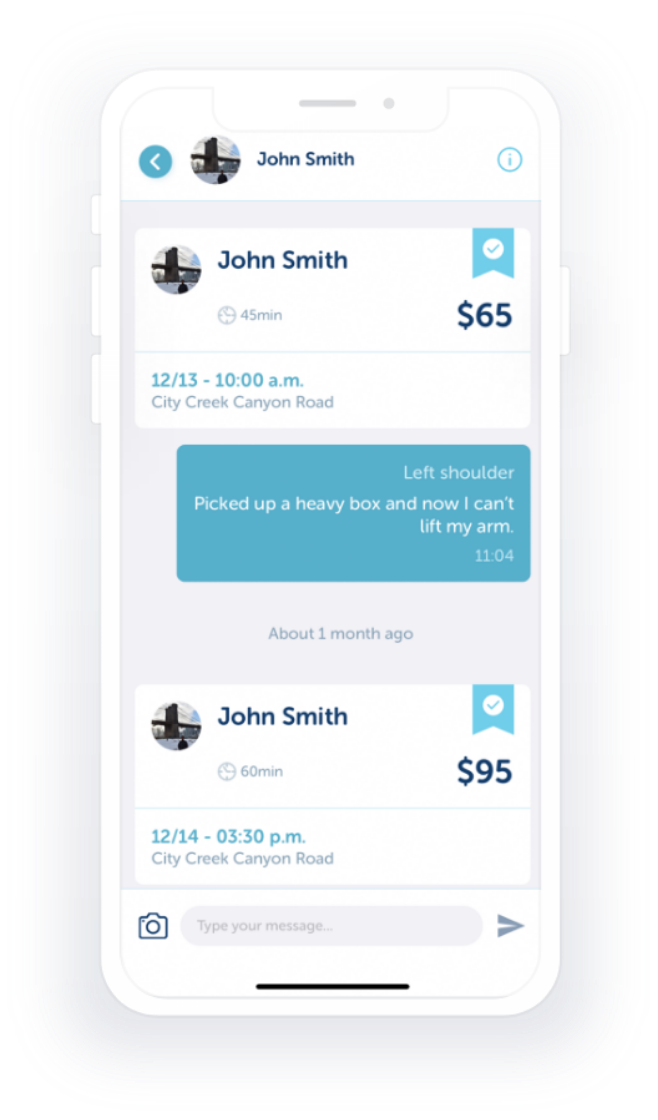 John Smith
John Smith
45min
$65
12/13 - 10:00 a.m.
City Creek Canyon Road
Left shoulder
Picked up a heavy box and now I can't
lift my arm.
11:04
About 1 month ago
John Smith
60min
$95
12/14 - 03:30 p.m.
City Creek Canyon Road
Type your message...